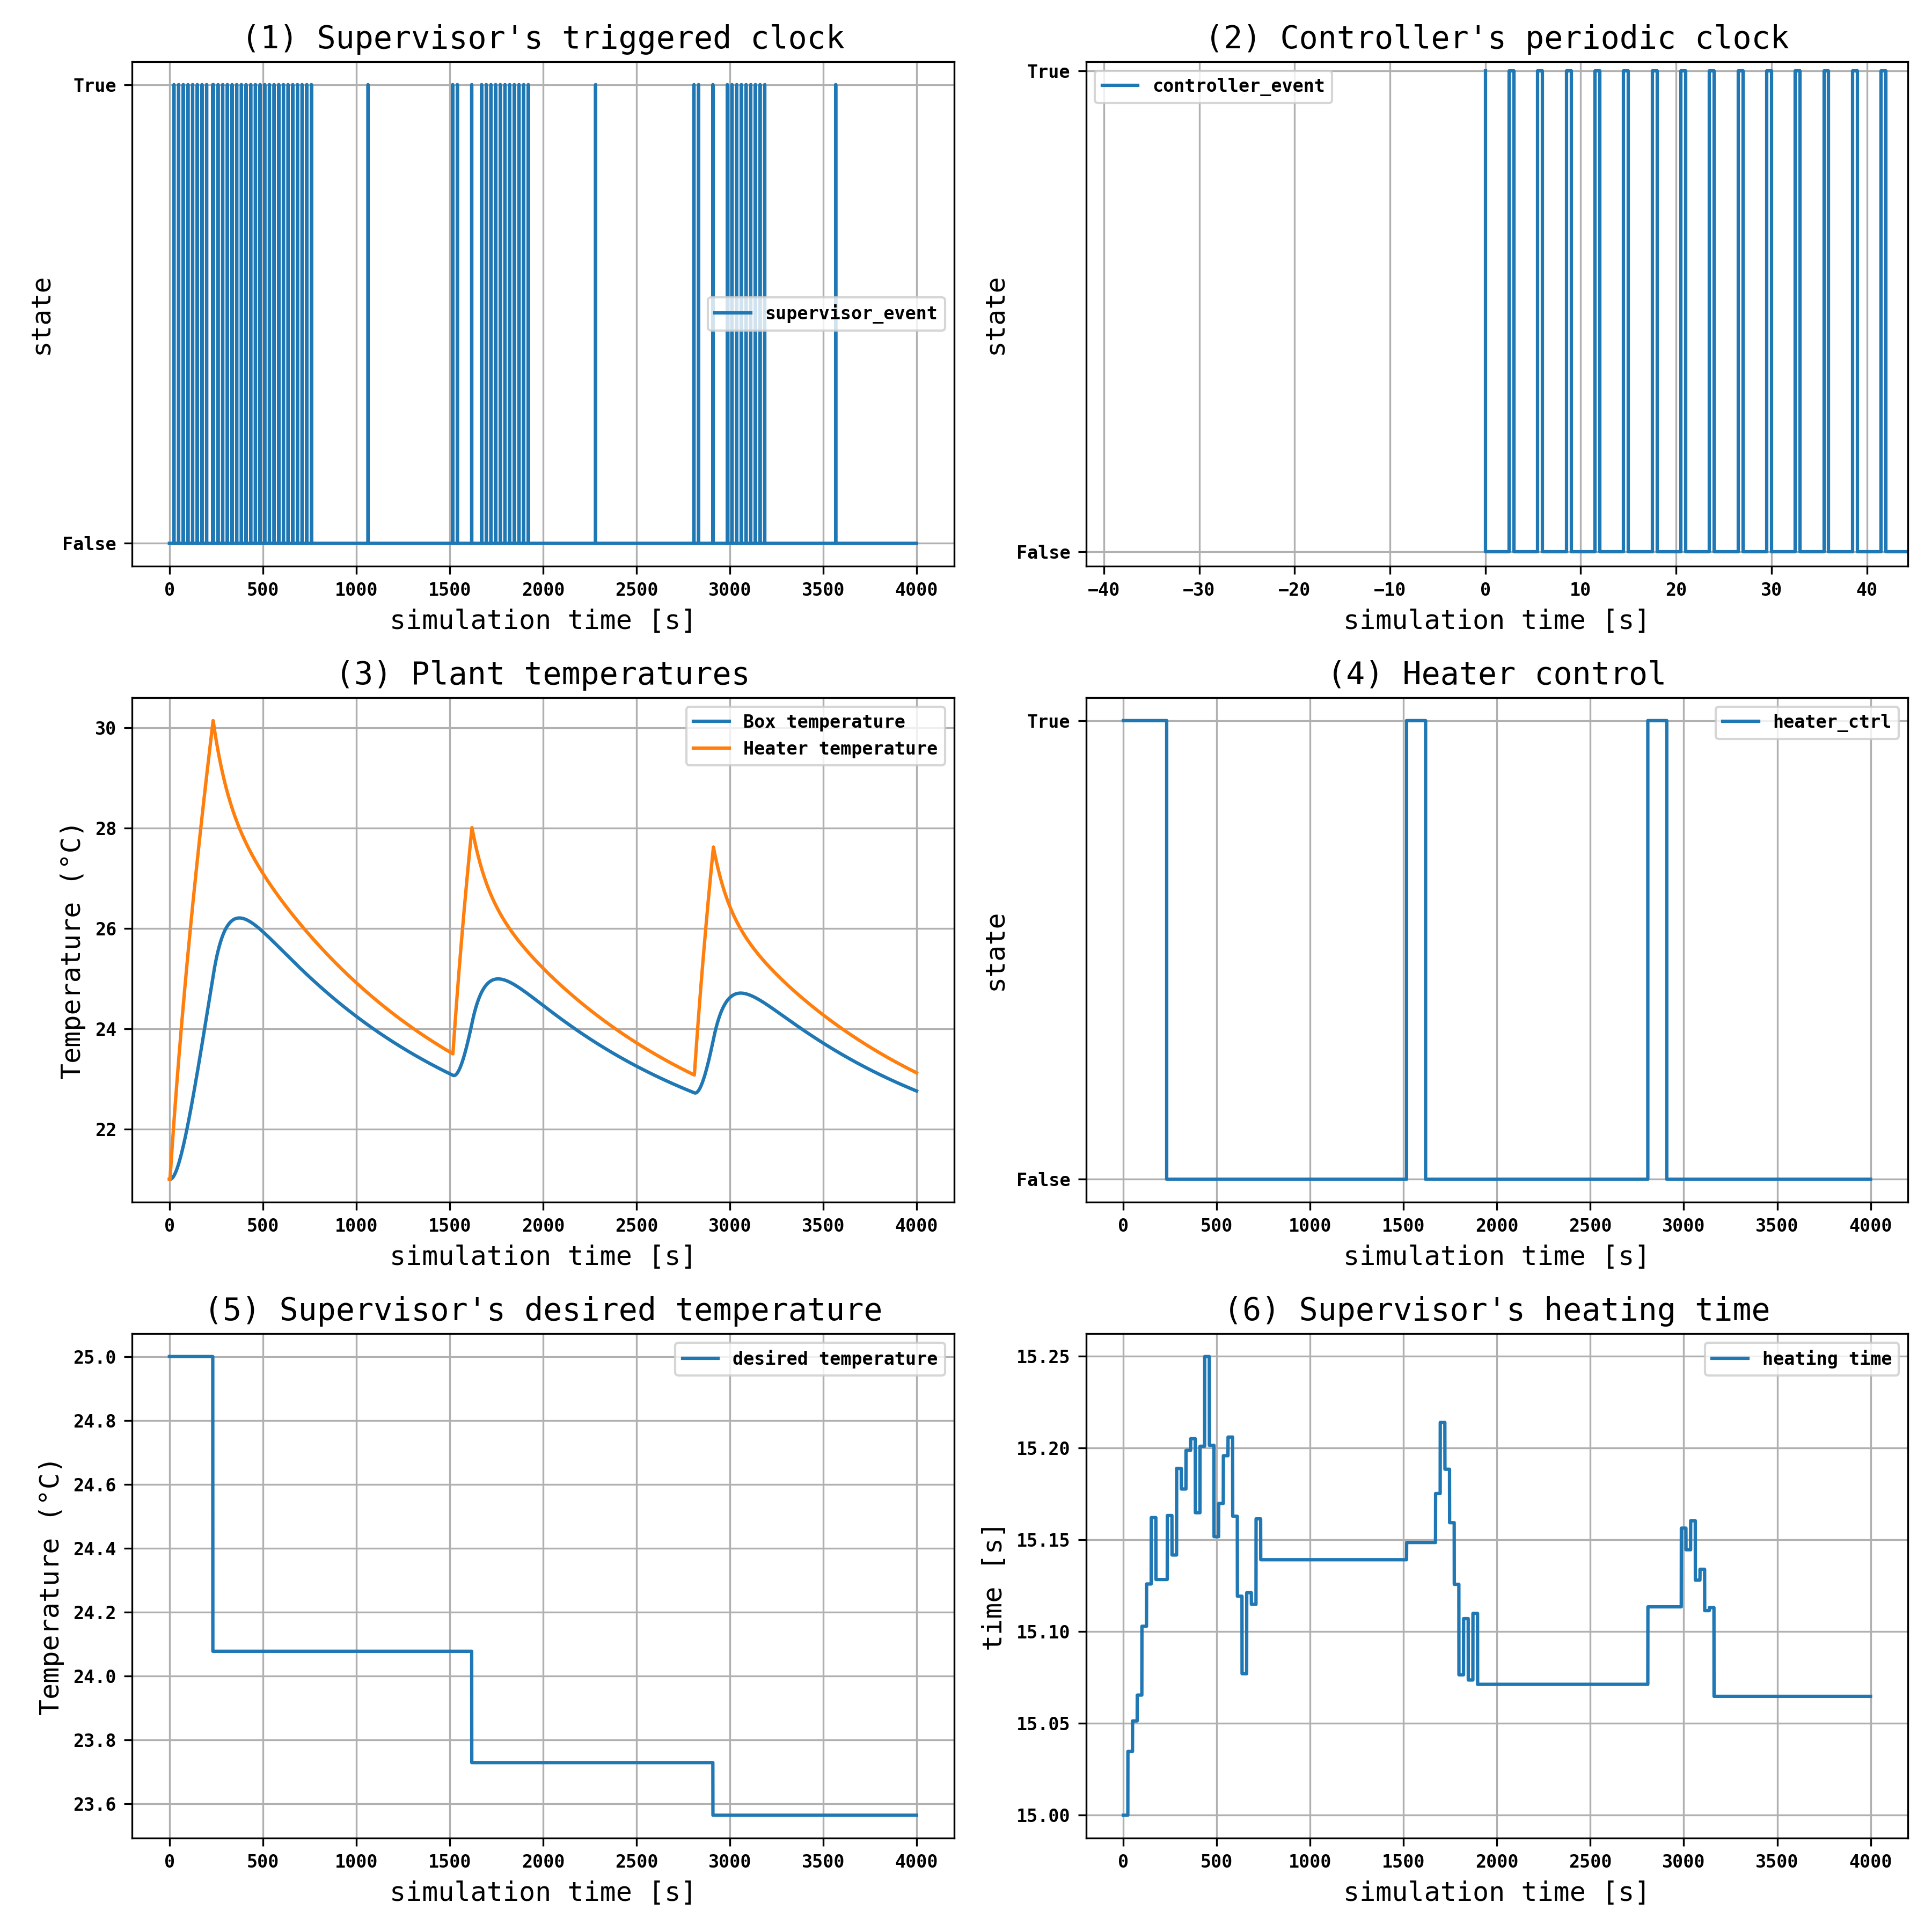 (1) Supervisor's triggered clock
True
False
state
supervisor_event
0 500 1000 1500 2000 2500 3000 3500 4000
simulation time [s]
(2) Controller's periodic clock
True
False
state
controller_event
−40 −30 −20 −10 0 10 20 30 40
simulation time [s]
(3) Plant temperatures
30
28
26
24
22
Temperature (°C)
Box temperature
Heater temperature
0 500 1000 1500 2000 2500 3000 3500 4000
simulation time [s]
(4) Heater control
True
False
state
heater_ctrl
0 500 1000 1500 2000 2500 3000 3500 4000
simulation time [s]
(5) Supervisor's desired temperature
25.0
24.8
24.6
24.4
24.2
24.0
23.8
23.6
Temperature (°C)
desired temperature
0 500 1000 1500 2000 2500 3000 3500 4000
simulation time [s]
(6) Supervisor's heating time
15.25
15.20
15.15
15.10
15.05
15.00
time [s]
heating time
0 500 1000 1500 2000 2500 3000 3500 4000
simulation time [s]